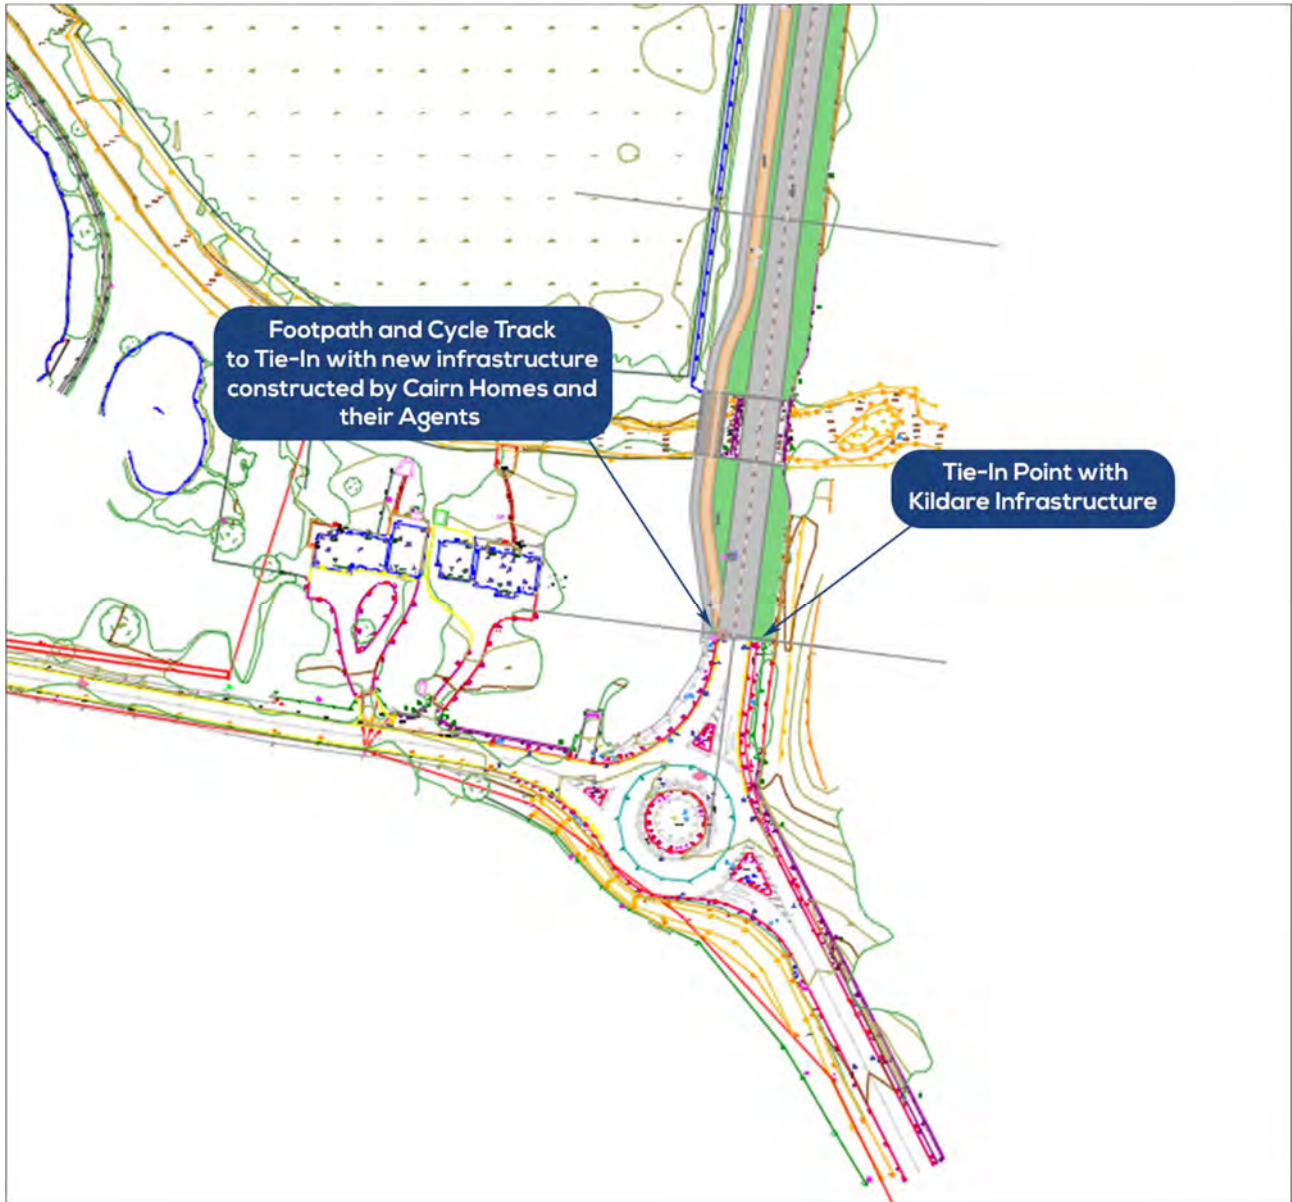 Footpath and Cycle Track
to Tie-In with new infrastructure
constructed by Cairn Homes and
their Agents
Tie-In Point with
Kildare Infrastructure